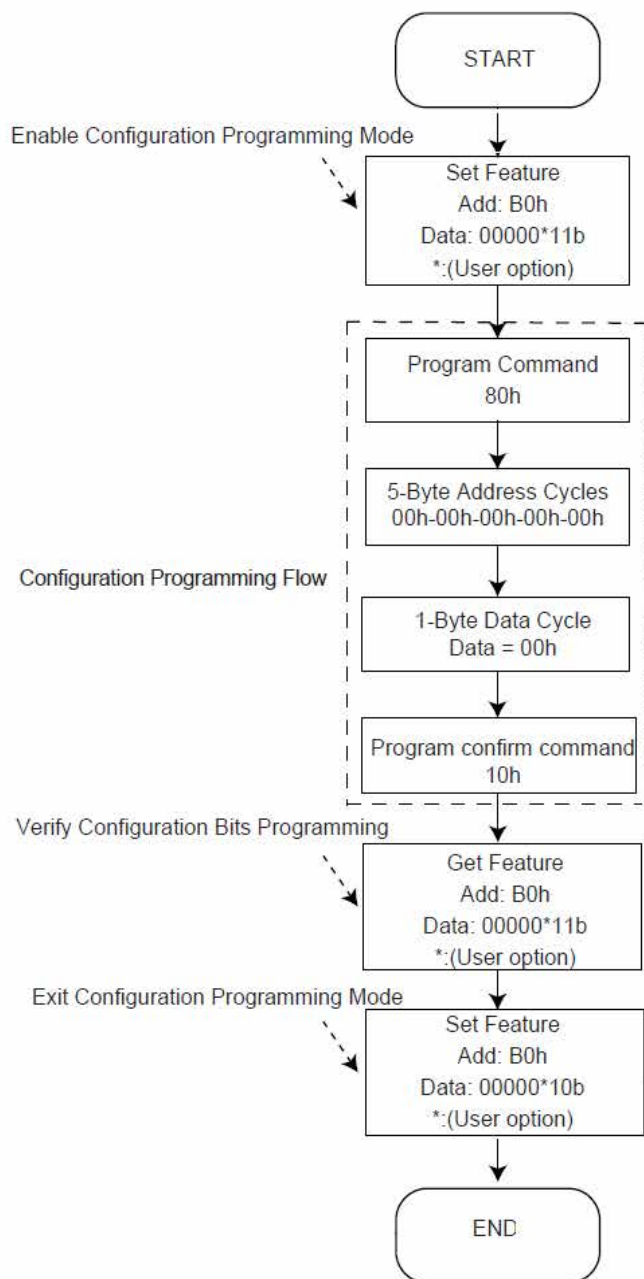 START
Enable Configuration Programming Mode
Set Feature
Add: B0h
Data: 00000*11b
*:(User option)
Program Command
80h
5-Byte Address Cycles
00h-00h-00h-00h-00h
Configuration Programming Flow
1-Byte Data Cycle
Data = 00h
Program confirm command
10h
Verify Configuration Bits Programming
Get Feature
Add: B0h
Data: 00000*11b
*:(User option)
Exit Configuration Programming Mode
Set Feature
Add: B0h
Data: 00000*10b
*:(User option)
END